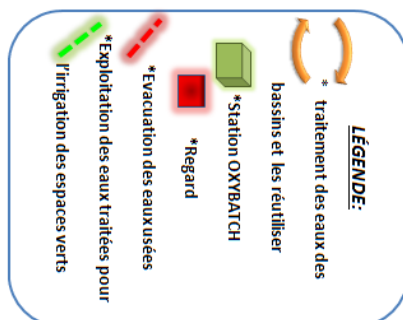 LÉGENDE:
* traitement des eaux des
bassins et les réutiliser
*Station OXYBATCH
*Regard
*Evacuation des eaux usées
*Exploitation des eaux traitées pour
l'irrigation des espaces verts